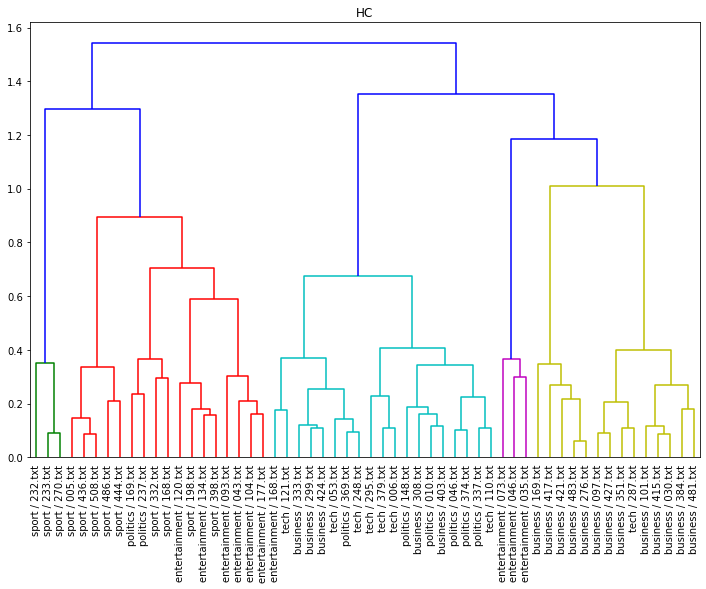 HC
1.6
1.4
1.2
1.0
0.8
0.6
0.4
0.2
0.0
sport / 232.txt
sport / 233.txt
sport / 270.txt
sport / 005.txt
sport / 436.txt
sport / 508.txt
sport / 486.txt
sport / 444.txt
politics / 169.txt
politics / 237.txt
sport / 332.txt
sport / 168.txt
entertainment / 120.txt
sport / 198.txt
entertainment / 134.txt
sport / 398.txt
entertainment / 093.txt
entertainment / 043.txt
entertainment / 104.txt
entertainment / 177.txt
entertainment / 168.txt
tech / 121.txt
business / 333.txt
business / 299.txt
business / 424.txt
tech / 053.txt
politics / 369.txt
tech / 248.txt
tech / 295.txt
tech / 379.txt
tech / 006.txt
politics / 148.txt
business / 308.txt
politics / 010.txt
business / 403.txt
politics / 046.txt
politics / 374.txt
politics / 337.txt
tech / 110.txt
entertainment / 073.txt
entertainment / 046.txt
entertainment / 035.txt
business / 169.txt
business / 417.txt
business / 421.txt
business / 483.txt
business / 276.txt
business / 097.txt
business / 427.txt
business / 351.txt
tech / 287.txt
business / 101.txt
business / 415.txt
business / 030.txt
business / 384.txt
business / 481.txt